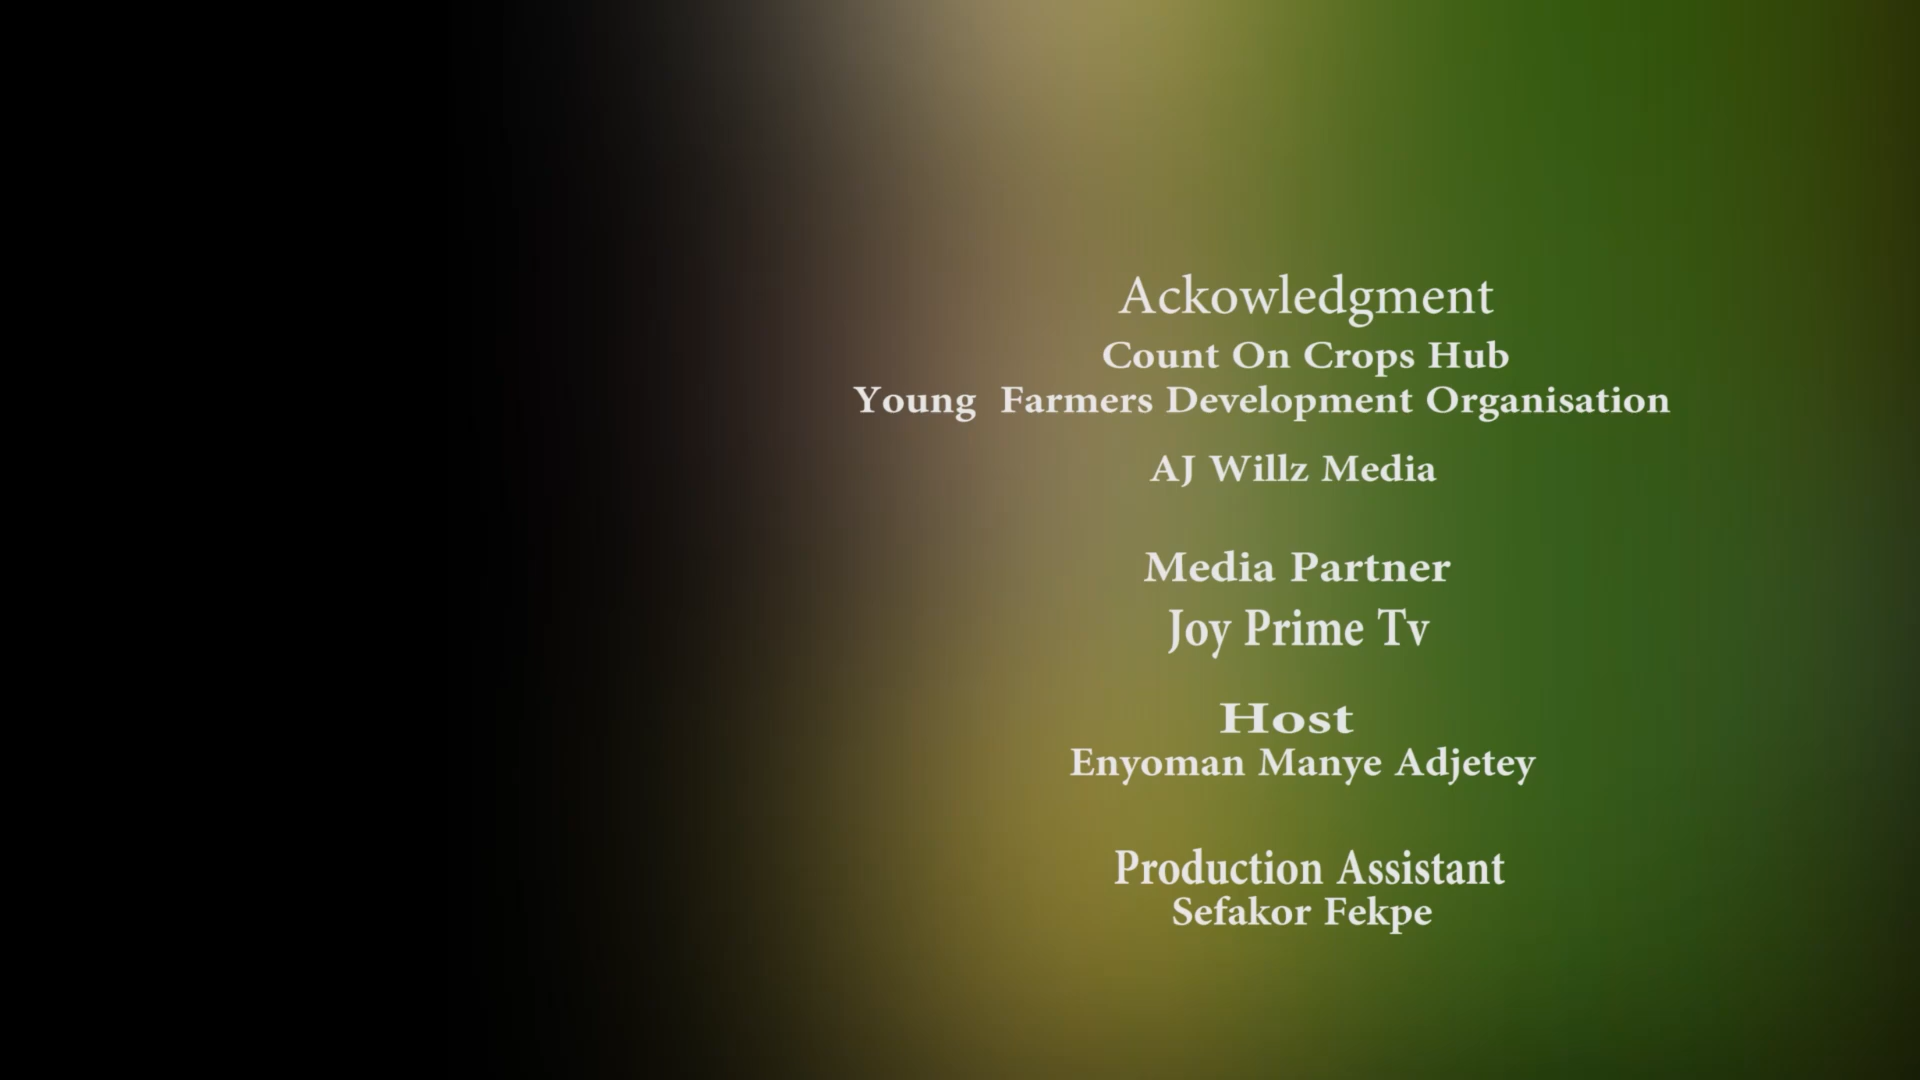 Ackowledgment
Count On Crops Hub
Young Farmers Development Organisation
AJ Willz Media
Media Partner
Joy Prime Tv
Host
Enyoman Manye Adjetey
Production Assistant
Sefakor Fekpe